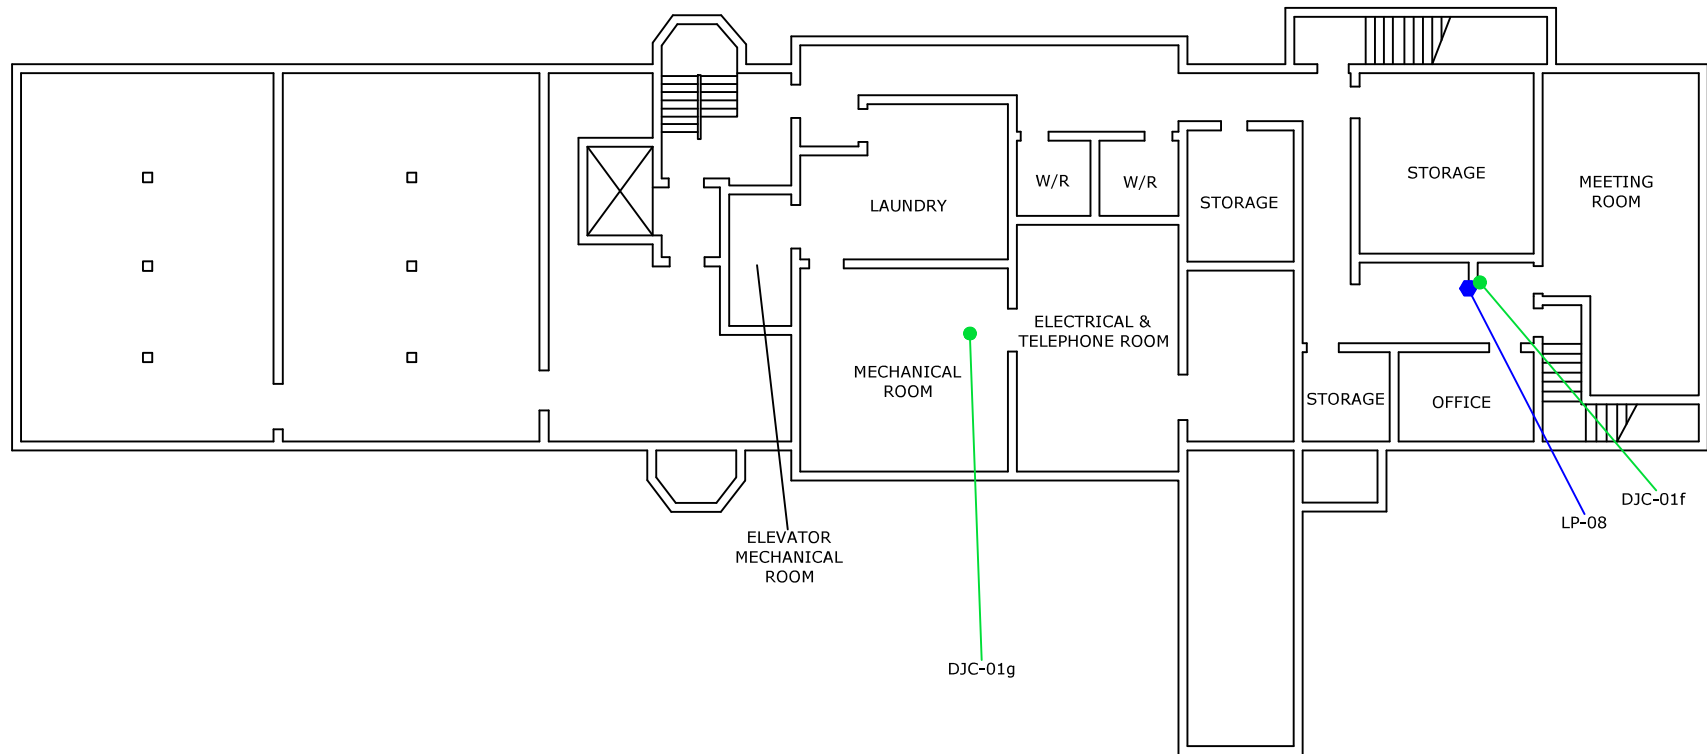 STORAGE
MEETING
ROOM
W/R
W/R
STORAGE
LAUNDRY
ELECTRICAL &
TELEPHONE ROOM
MECHANICAL
ROOM
STORAGE
OFFICE
DJC-01f
LP-08
ELEVATOR
MECHANICAL
ROOM
DJC-01g